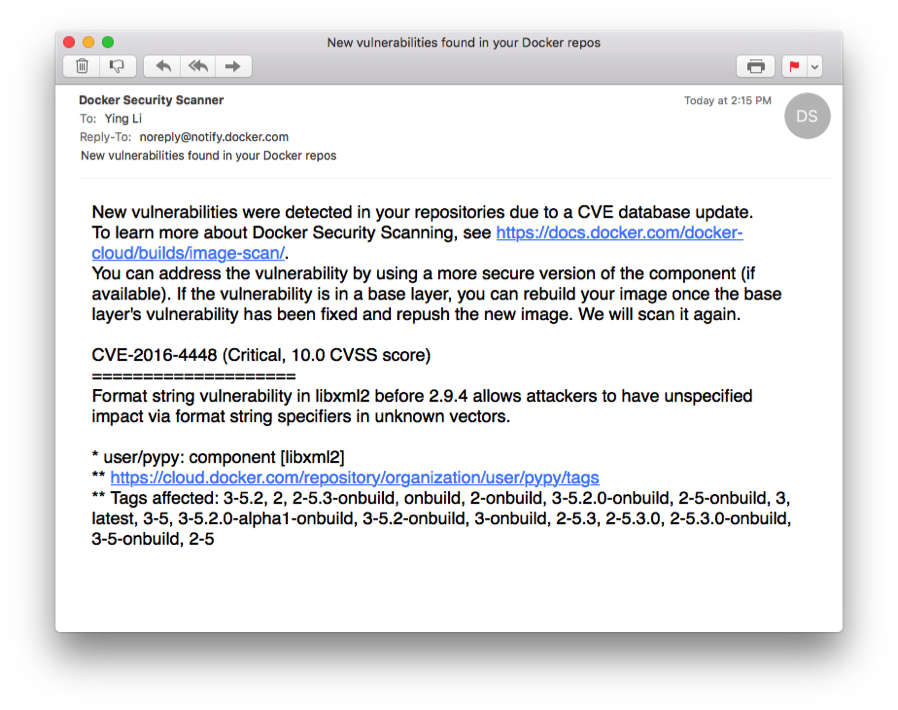 New vulnerabilities found in your Docker repos
Docker Security Scanner
Today at 2:15 PM
DS
To: Ying Li
Reply-To: noreply@notify.docker.com
New vulnerabilities found in your Docker repos
New vulnerabilities were detected in your repositories due to a CVE database update.
To learn more about Docker Security Scanning, see https://docs.docker.com/docker-
cloud/builds/image-scan/.
You can address the vulnerability by using a more secure version of the component (if
available). If the vulnerability is in a base layer, you can rebuild your image once the base
layer's vulnerability has been fixed and repush the new image. We will scan it again.
CVE-2016-4448 (Critical, 10.0 CVSS score)
====================
Format string vulnerability in libxml2 before 2.9.4 allows attackers to have unspecified
impact via format string specifiers in unknown vectors.
* user/pypy: component [libxml2]
** https://cloud.docker.com/repository/organization/user/pypy/tags
** Tags affected: 3-5.2, 2, 2-5.3-onbuild, onbuild, 2-onbuild, 3-5.2.0-onbuild, 2-5-onbuild, 3,
latest, 3-5, 3-5.2.0-alpha1-onbuild, 3-5.2-onbuild, 3-onbuild, 2-5.3, 2-5.3.0, 2-5.3.0-onbuild,
3-5-onbuild, 2-5